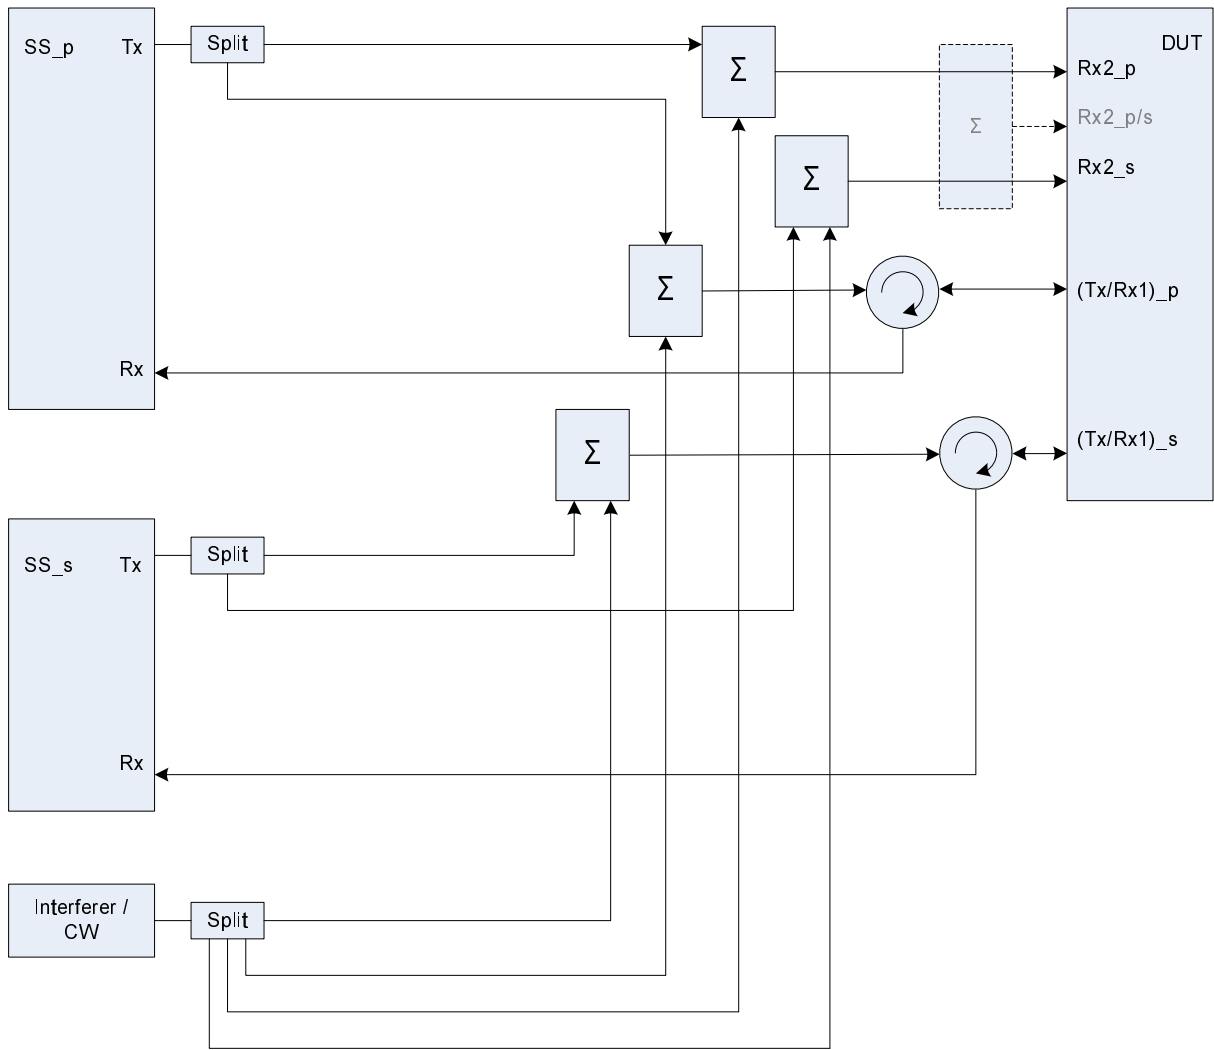 SS_p
Tx
Split
Σ
DUT
Rx2_p
Σ
Rx2_p/s
Σ
Rx2_s
Σ
(Tx/Rx1)_p
Rx
Σ
(Tx/Rx1)_s
SS_s
Tx
Split
Rx
Interferer /
CW
Split